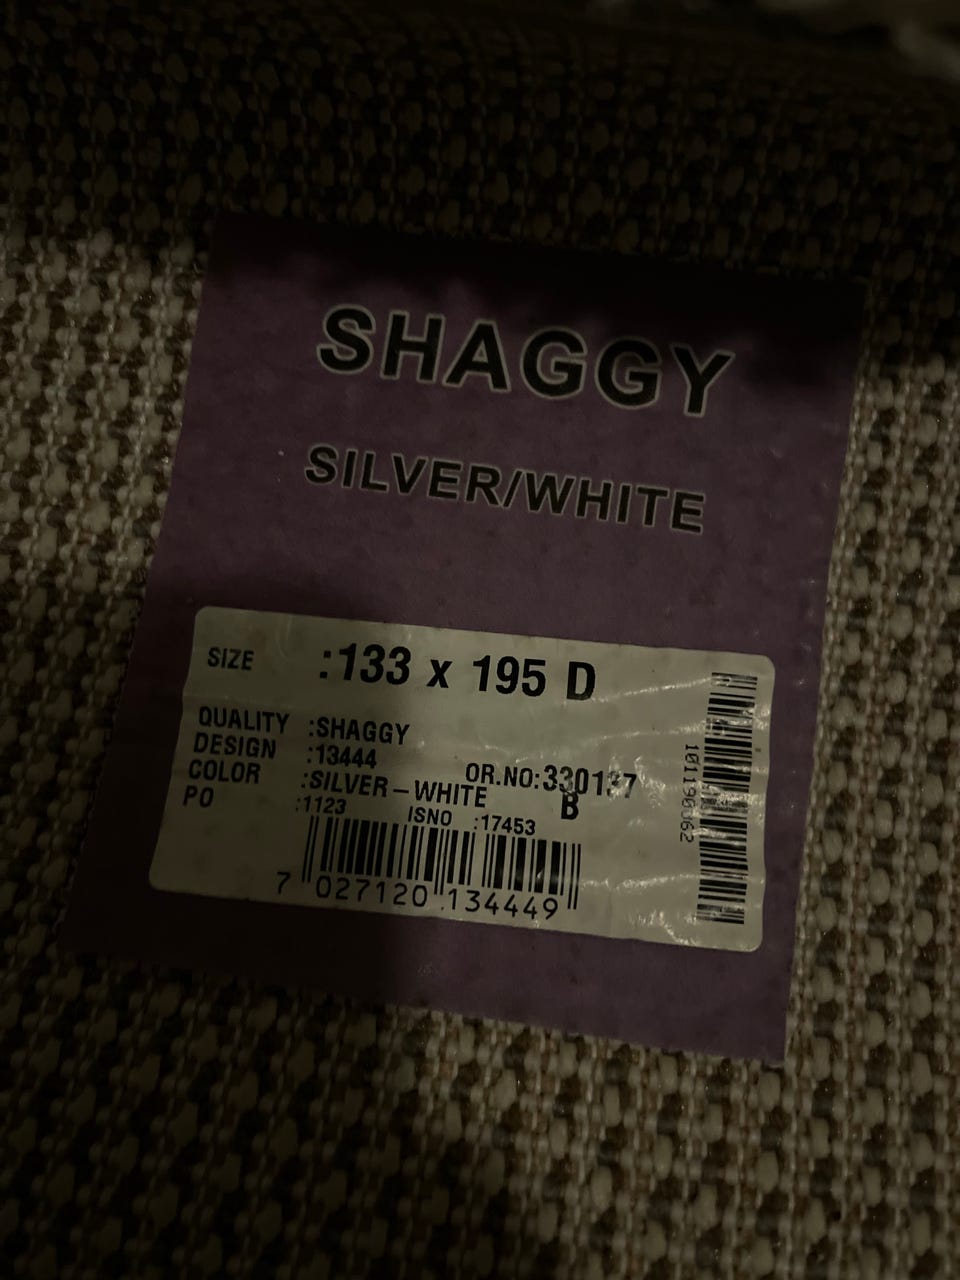 SHAGGY
SILVER/WHITE
SIZE :133 x 195 D
QUALITY :SHAGGY
DESIGN :13444
OR.NO:
COLOR :SILVER-WHITE
B
PO :1123 ISNO :17453
7 027120 134449
101190062